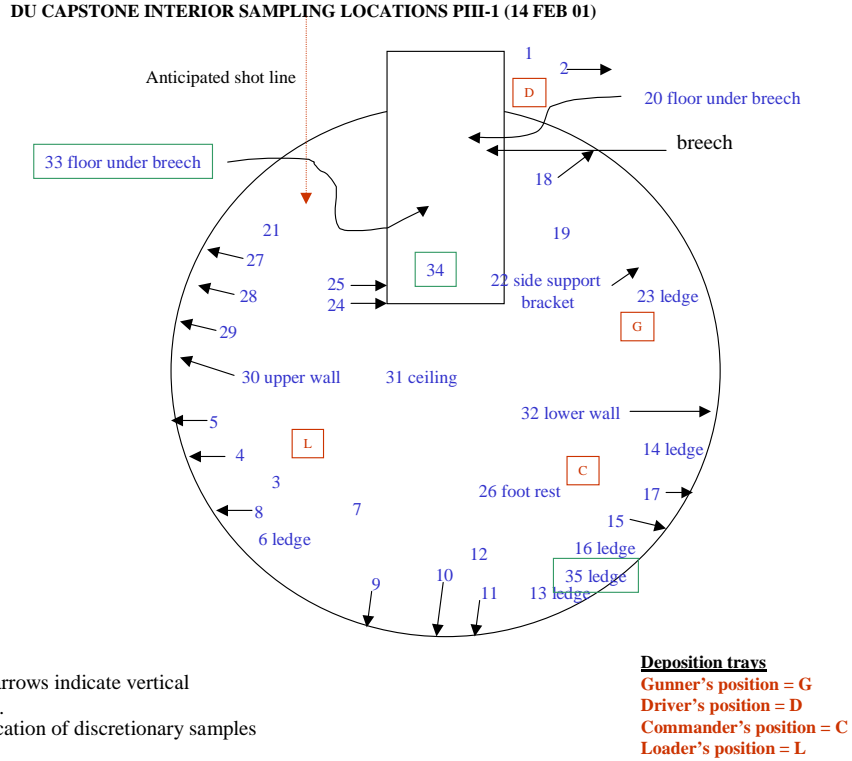 DU CAPSTONE INTERIOR SAMPLING LOCATIONS PIII-1 (14 FEB 01)
1
2
Anticipated shot line
D
20 floor under breech
breech
33 floor under breech
18
21
19
27
34
25
22 side support
bracket
28
23 ledge
24
29
G
30 upper wall
31 ceiling
5
32 lower wall
L
4
14 ledge
C
3
26 foot rest
17
8
7
15
6 ledge
16 ledge
12
35 ledge
9
10
11
13 ledge
Deposition trays
Gunner's position = G
Driver's position = D
Commander's position = C
Loader's position = L
arrows indicate vertical
.
cation of discretionary samples